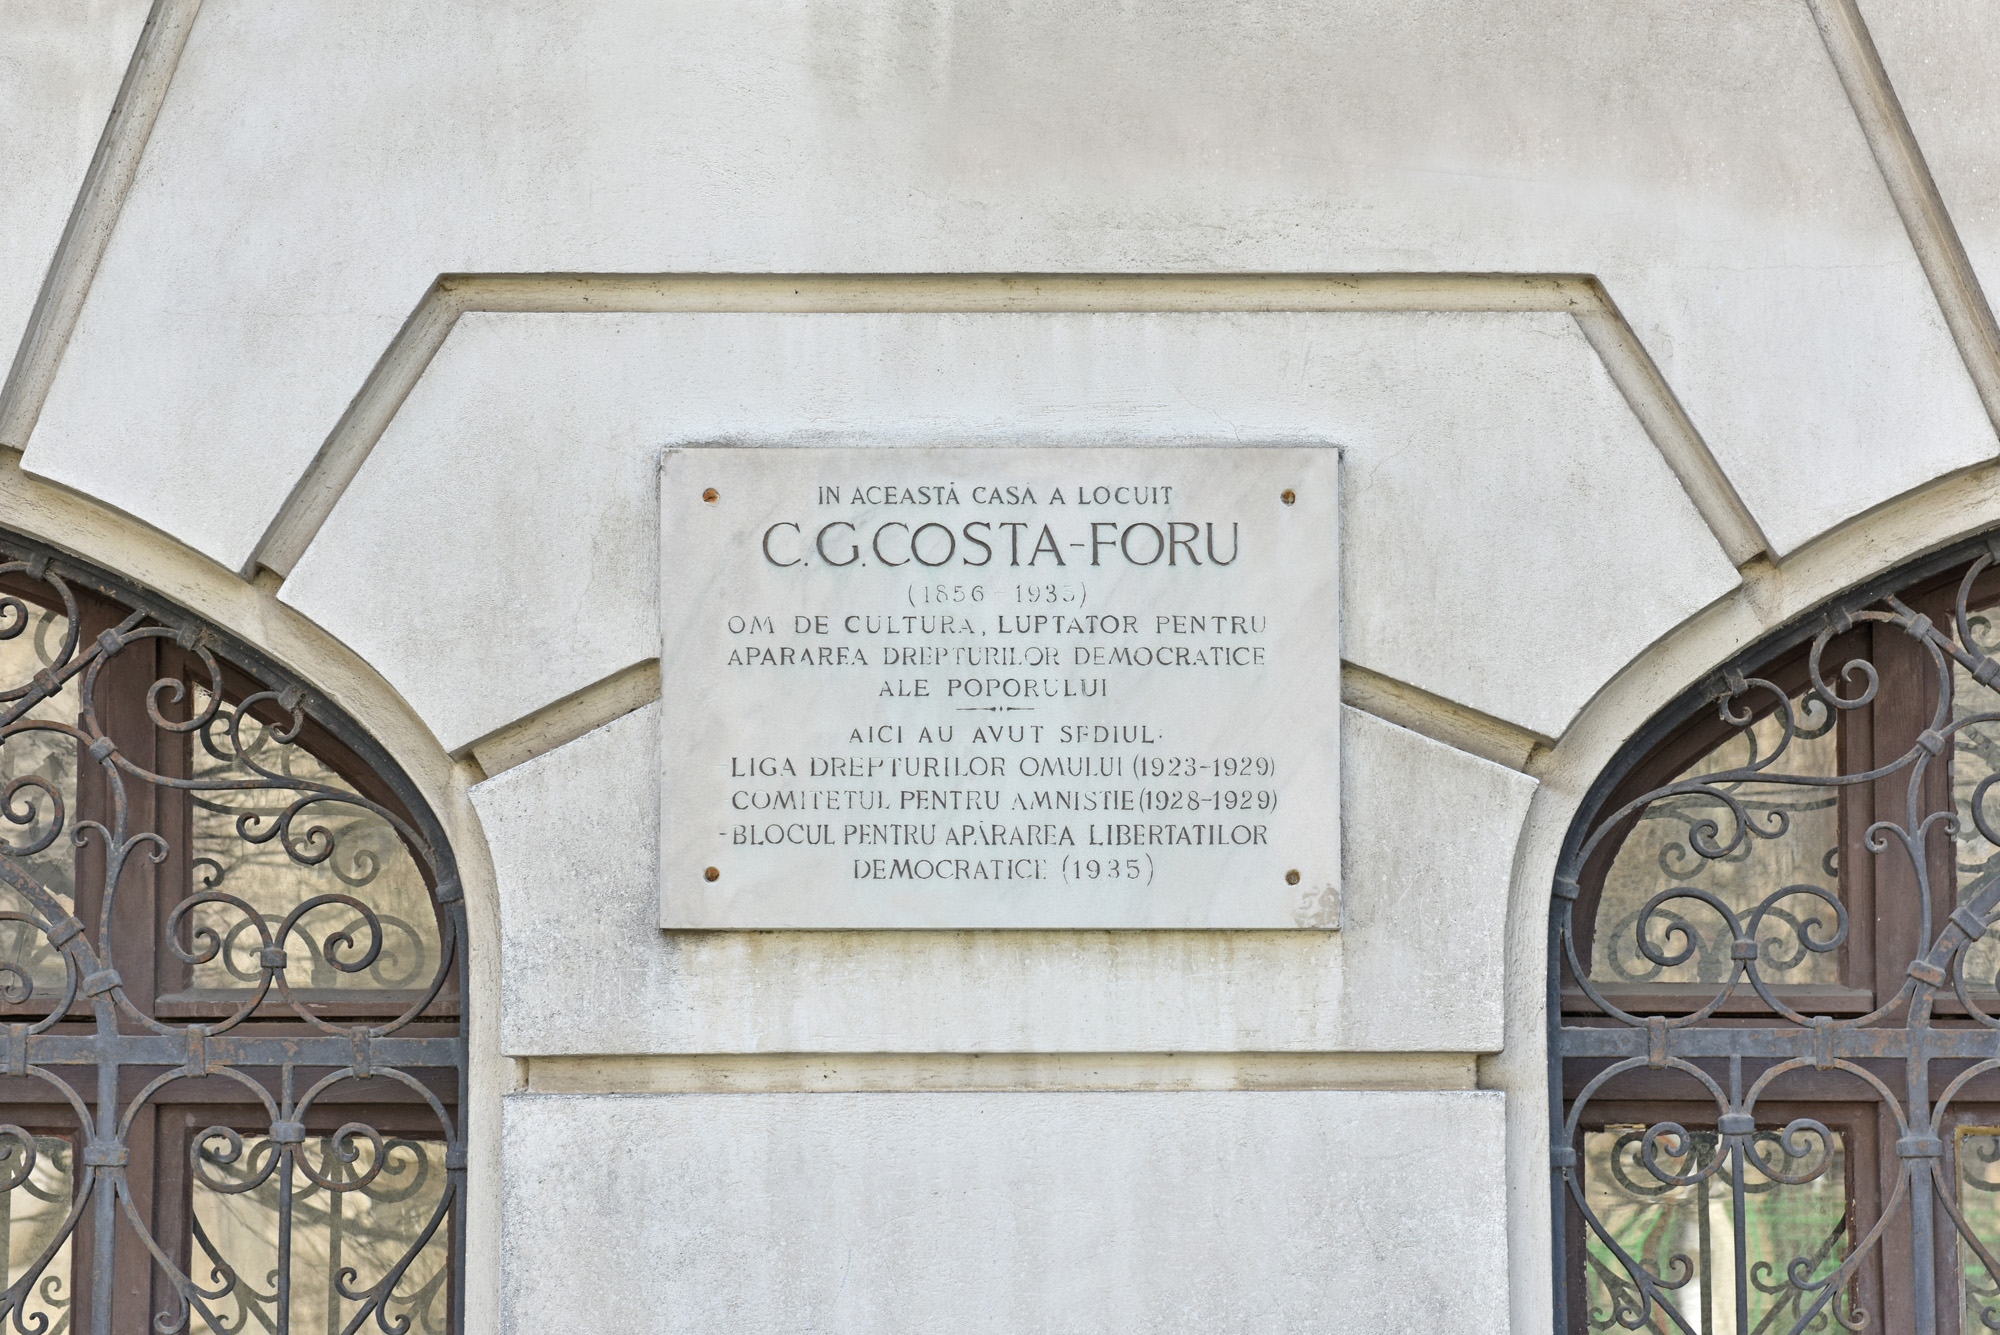 IN ACEASTĂ CASĂ A LOCUIT
C. G. COSTA-FORU
(1856-1935)
OM DE CULTURĂ, LUPTATOR PENTRU
APARAREA DREPTURILOR DEMOCRATICE
ALE POPORULUI
AICI AU AVUT SEDIUL:
LIGA DREPTURILOR OMULUI (1923-1929)
COMITETUL PENTRU AMNISTIE (1928-1929)
-BLOCUL PENTRU APĂRAREA LIBERTATILOR
DEMOCRATICE (1935)